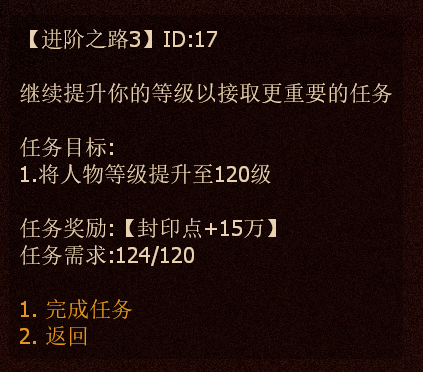 【进阶之路3】ID:17
继续提升你的等级以接取更重要的任务
任务目标:
1.将人物等级提升至120级
任务奖励:【封印点+15万】
任务需求:124/120
1. 完成任务
2. 返回